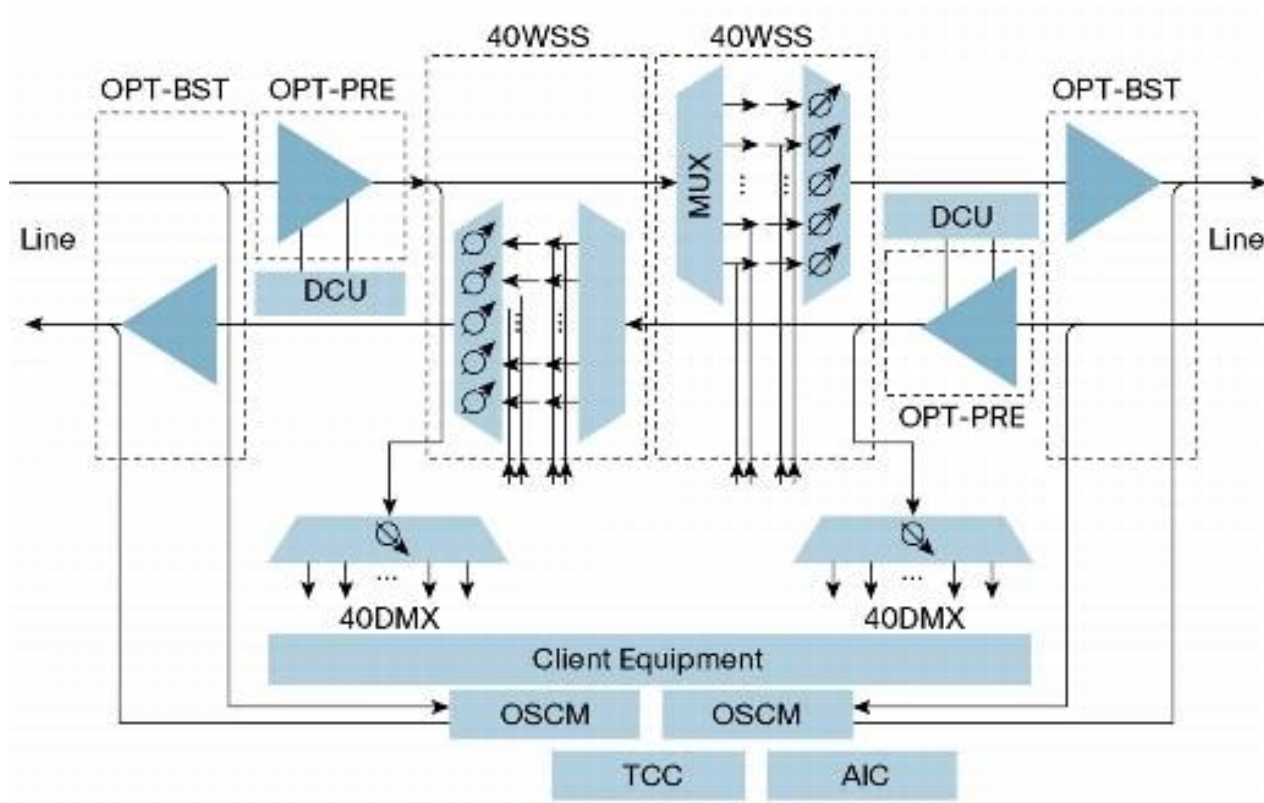 40WSS
40WSS
OPT-BST
OPT-PRE
OPT-BST
MUX
DCU
Line
Line
DCU
OPT-PRE
...
...
40DMX
40DMX
Client Equipment
OSCM
OSCM
TCC
AIC